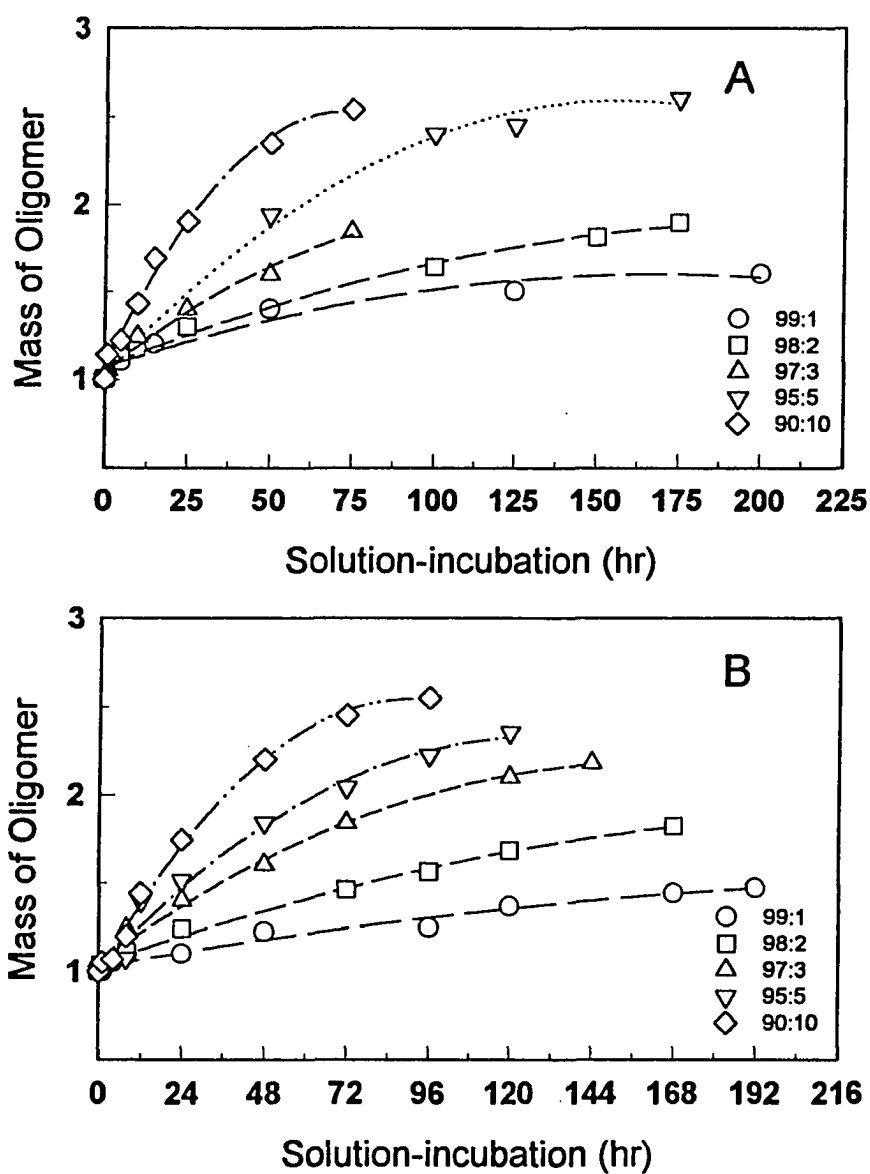 3
A
2
1
Mass of Oligomer
99:1
98:2
97:3
95:5
90:10
0 25 50 75 100 125 150 175 200 225
Solution-incubation (hr)
3
B
2
1
Mass of Oligomer
99:1
98:2
97:3
95:5
90:10
0 24 48 72 96 120 144 168 192 216
Solution-incubation (hr)